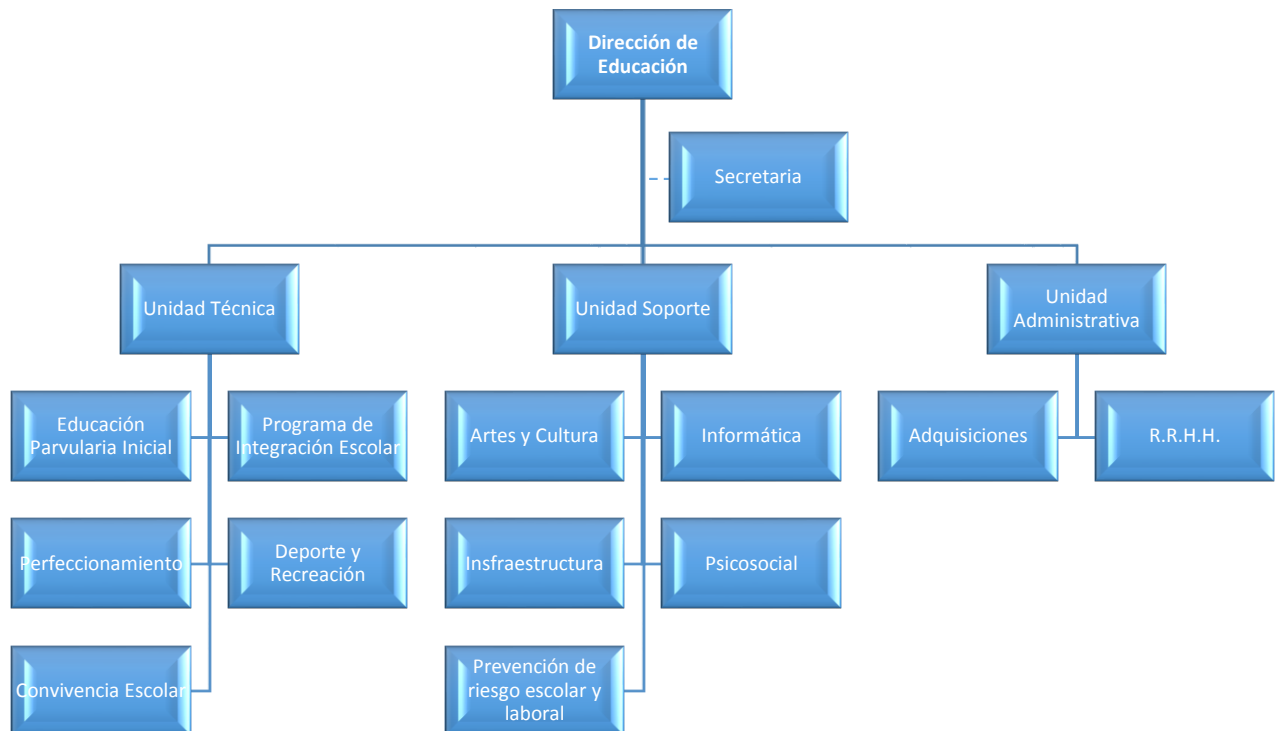 Dirección de
Educación
Secretaria
Unidad Técnica
Unidad Soporte
Unidad
Administrativa
Educación
Parvularia Inicial
Programa de
Integración Escolar
Artes y Cultura
Informática
Adquisiciones
R.R.H.H.
Perfeccionamiento
Deporte y
Recreación
Insfraestructura
Psicosocial
Convivencia Escolar
Prevención de
riesgo escolar y
laboral